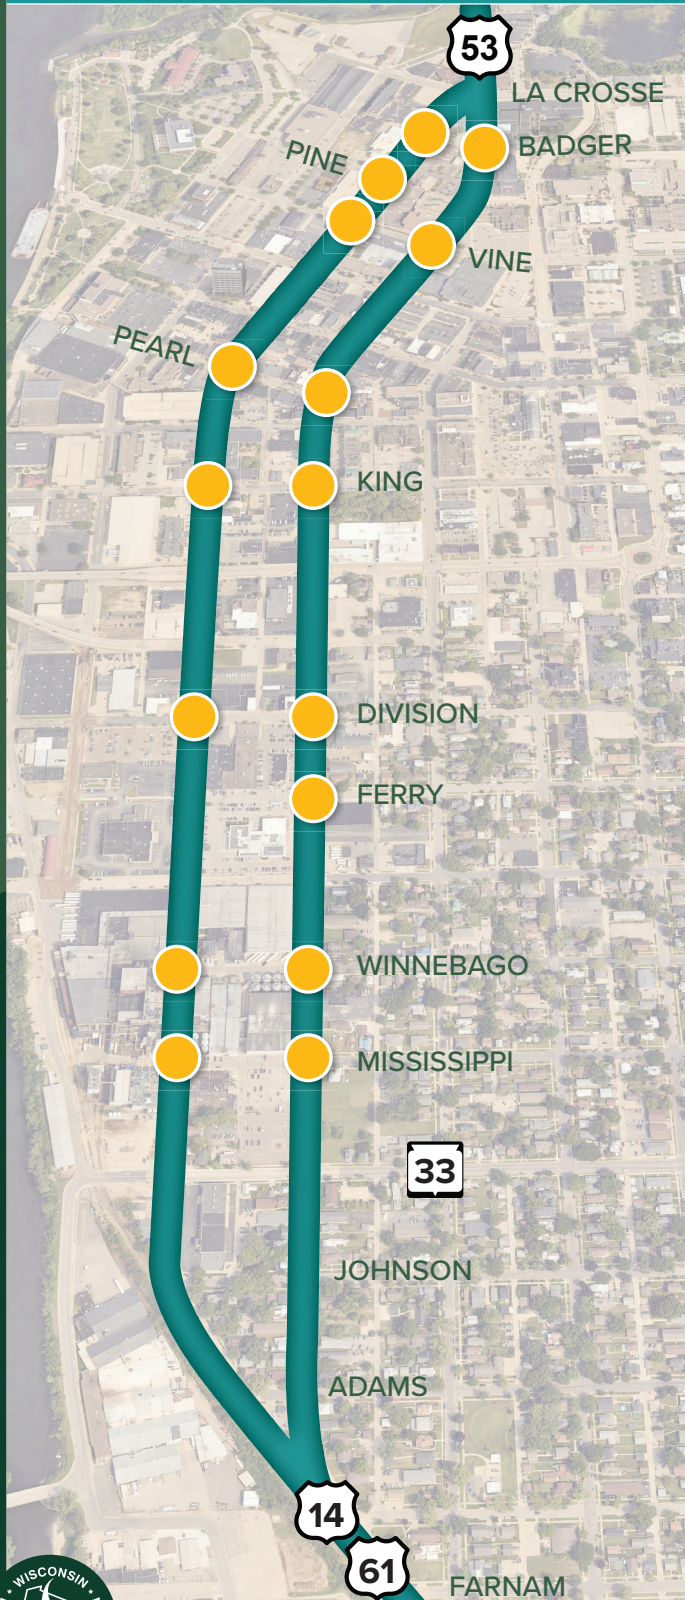 53
LA CROSSE
BADGER
PINE
VINE
PEARL
KING
DIVISION
FERRY
WINNEBAGO
MISSISSIPPI
33
JOHNSON
ADAMS
14
61
WISCONSIN
FARNAM